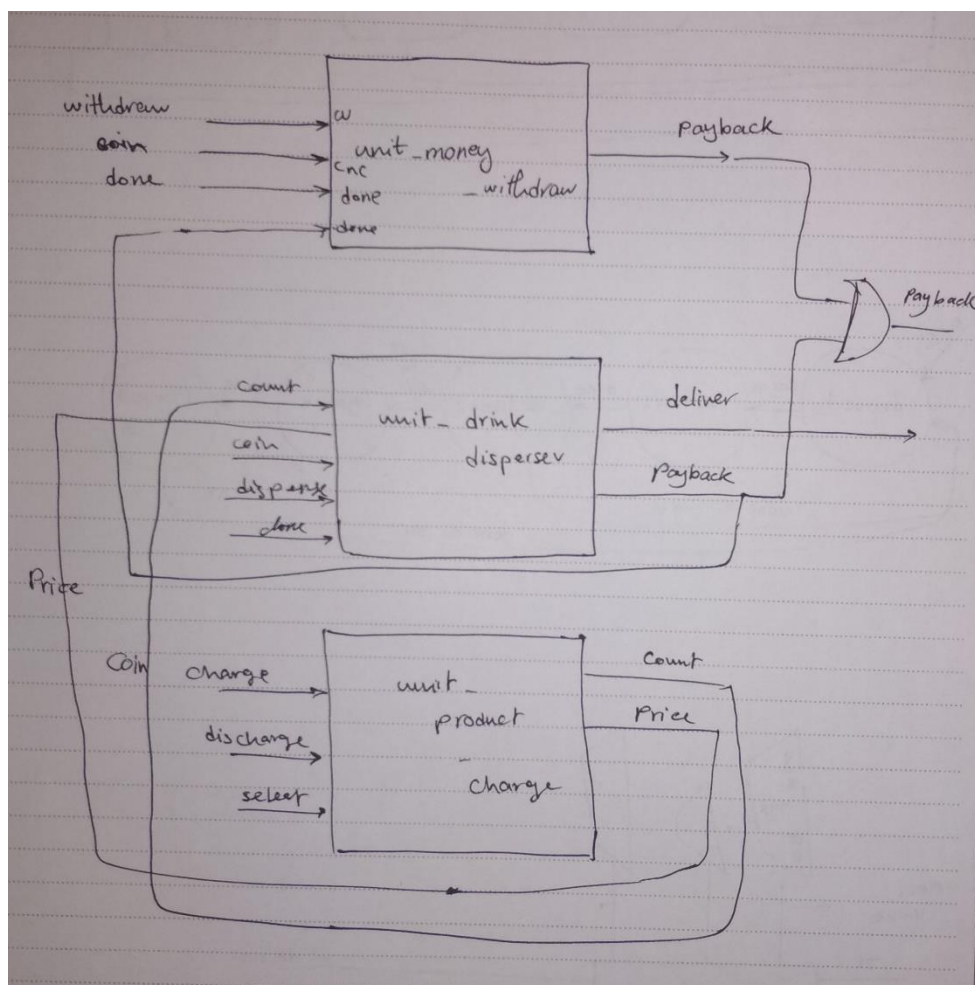 withdraw
coin
done
w
cnc
done
done
unit_money
_withdraw
Payback
Payback
count
coin
dispense
done
unit_drink
disperser
deliver
Payback
Price
Coin
charge
discharge
select
unit_
product
_
charge
Count
Price